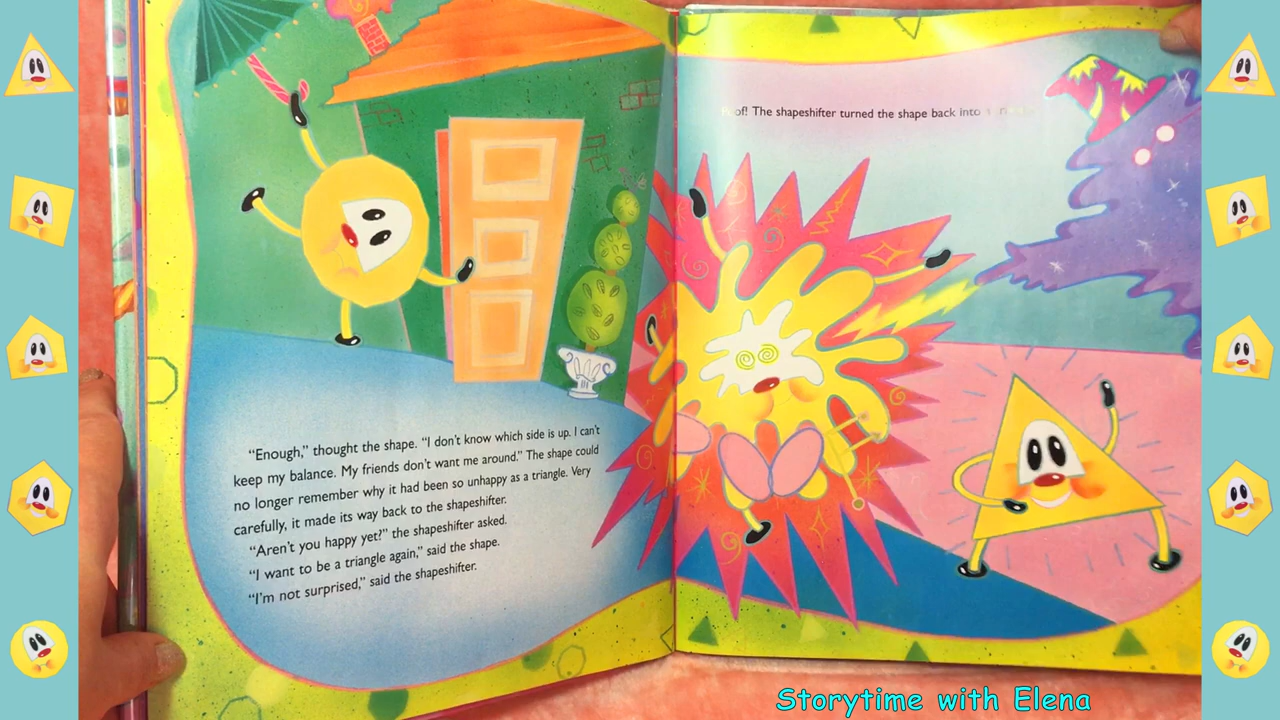 "Enough," thought the shape. "I don't know which side is up. I can't
keep my balance. My friends don't want me around." The shape could
no longer remember why it had been so unhappy as a triangle. Very
carefully, it made its way back to the shapeshifter.
"Aren't you happy yet?" the shapeshifter asked.
"I want to be a triangle again," said the shape.
"I'm not surprised," said the shapeshifter.
The shapeshifter turned the shape back into
Storytime with Elena